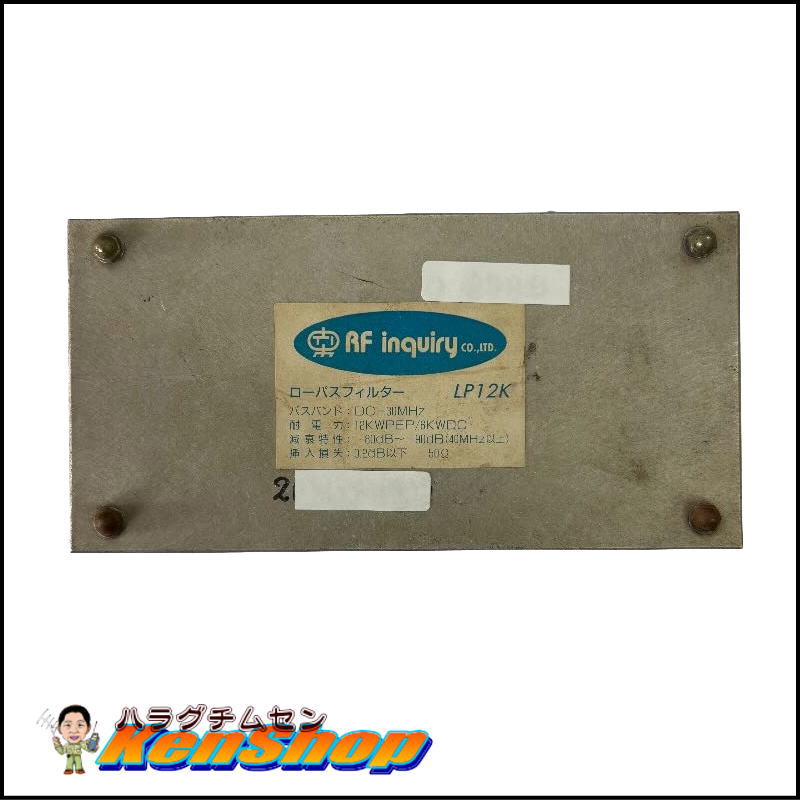 RF inquiry CO.,LTD.
ローパスフィルター LP12K
パスバンド：DC-30MHz
耐電力：12KWPEP/6KWDC
減衰特性：-80dB～-90dB(40MHz以上)
挿入損失：0.2dB以下 50Ω
2
ハラグチムセン
KenShop